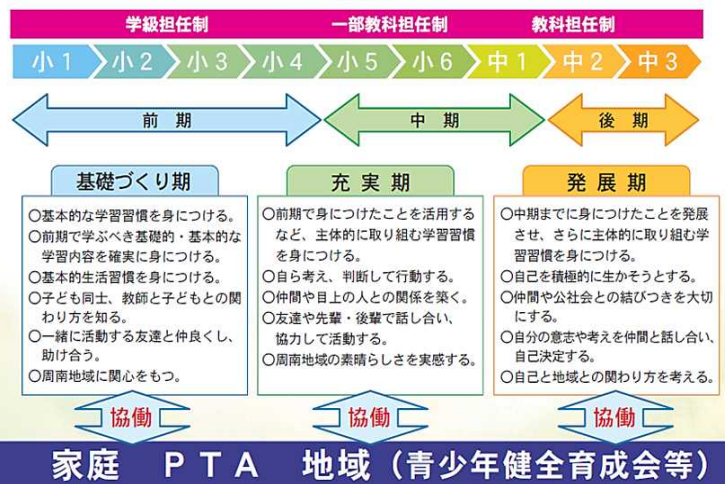 学級担任制 一部教科担任制 教科担任制
小1 小2 小3 小4 小5 小6 中1 中2 中3
前期 中期 後期
基礎づくり期
○基本的な学習習慣を身につける。
○前期で学ぶべき基礎的・基本的な
学習内容を確実に身につける。
○基本的生活習慣を身につける。
○子ども同士、教師と子どもとの関
わり方を知る。
○一緒に活動する友達と仲良くし、
助け合う。
○周南地域に関心をもつ。
充実期
○前期で身につけたことを活用する
など、主体的に取り組む学習習慣
を身につける。
○自ら考え、判断して行動する。
○仲間や目上の人との関係を築く。
○友達や先輩・後輩で話し合い、
協力して活動する。
○周南地域の素晴らしさを実感する。
発展期
○中期までに身につけたことを発展
させ、さらに主体的に取り組む学
習習慣を身につける。
○自己を積極的に生かそうとする。
○仲間や公社会との結びつきを大切
にする。
○自分の意志や考えを仲間と話し合い、
自己決定する。
○自己と地域との関わり方を考える。
協働 協働 協働
家庭 PTA 地域（青少年健全育成会等）